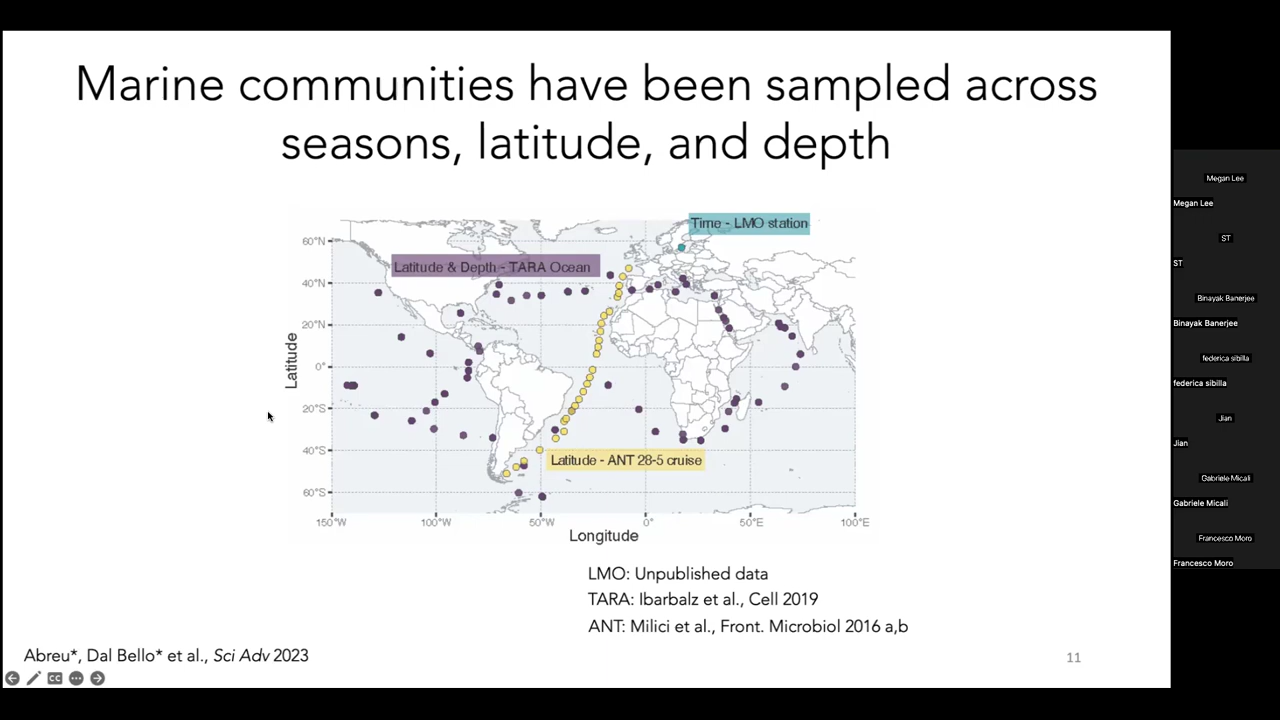 Marine communities have been sampled across
seasons, latitude, and depth
Time - LMO station
Latitude & Depth - TARA Ocean
Latitude - ANT 28-5 cruise
60°N
40°N
20°N
0°
20°S
40°S
60°S
Latitude
150°W
100°W
50°W
0°
50°E
100°E
Longitude
LMO: Unpublished data
TARA: Ibarbalz et al., Cell 2019
ANT: Milici et al., Front. Microbiol 2016 a,b
Abreu*, Dal Bello* et al., Sci Adv 2023
11
CC
Megan Lee
Megan Lee
ST
ST
Binayak Banerjee
Binayak Banerjee
federica sibilla
federica sibilla
Jian
Jian
Gabriele Micali
Gabriele Micali
Francesco Moro
Francesco Moro